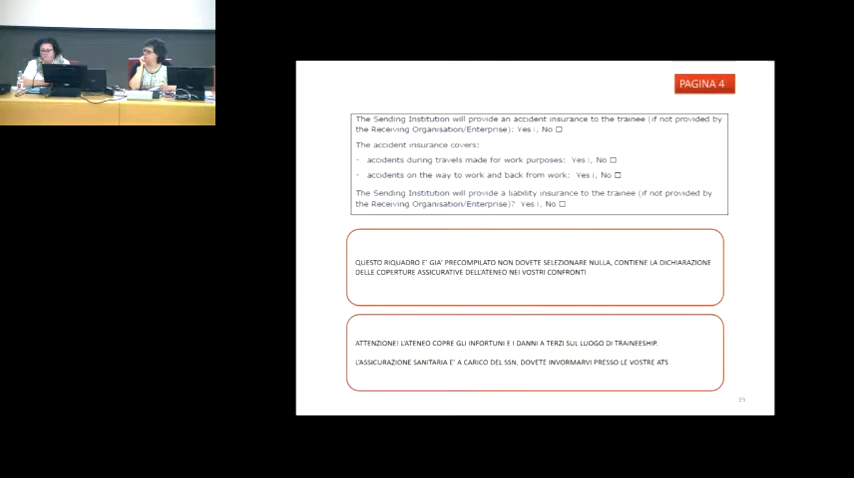 PAGINA 4
The Sending Institution will provide an accident insurance to the trainee (if not provided by
the Receiving Organisation/Enterprise): Yes |, No ☐
The accident insurance covers:
- accidents during travels made for work purposes: Yes |, No ☐
- accidents on the way to work and back from work: Yes |, No ☐
The Sending Institution will provide a liability insurance to the trainee (if not provided by
the Receiving Organisation/Enterprise)? Yes |, No ☐
QUESTO RIQUADRO E' GIA' PRECOMPILATO NON DOVETE SELEZIONARE NULLA, CONTIENE LA DICHIARAZIONE
DELLE COPERTURE ASSICURATIVE DELL'ATENEO NEI VOSTRI CONFRONTI
ATTENZIONE! L'ATENEO COPRE GLI INFORTUNI E I DANNI A TERZI SUL LUOGO DI TRAINEESHIP.
L'ASSICURAZIONE SANITARIA E' A CARICO DEL SSN, DOVETE INVORMARVI PRESSO LE VOSTRE ATS
19